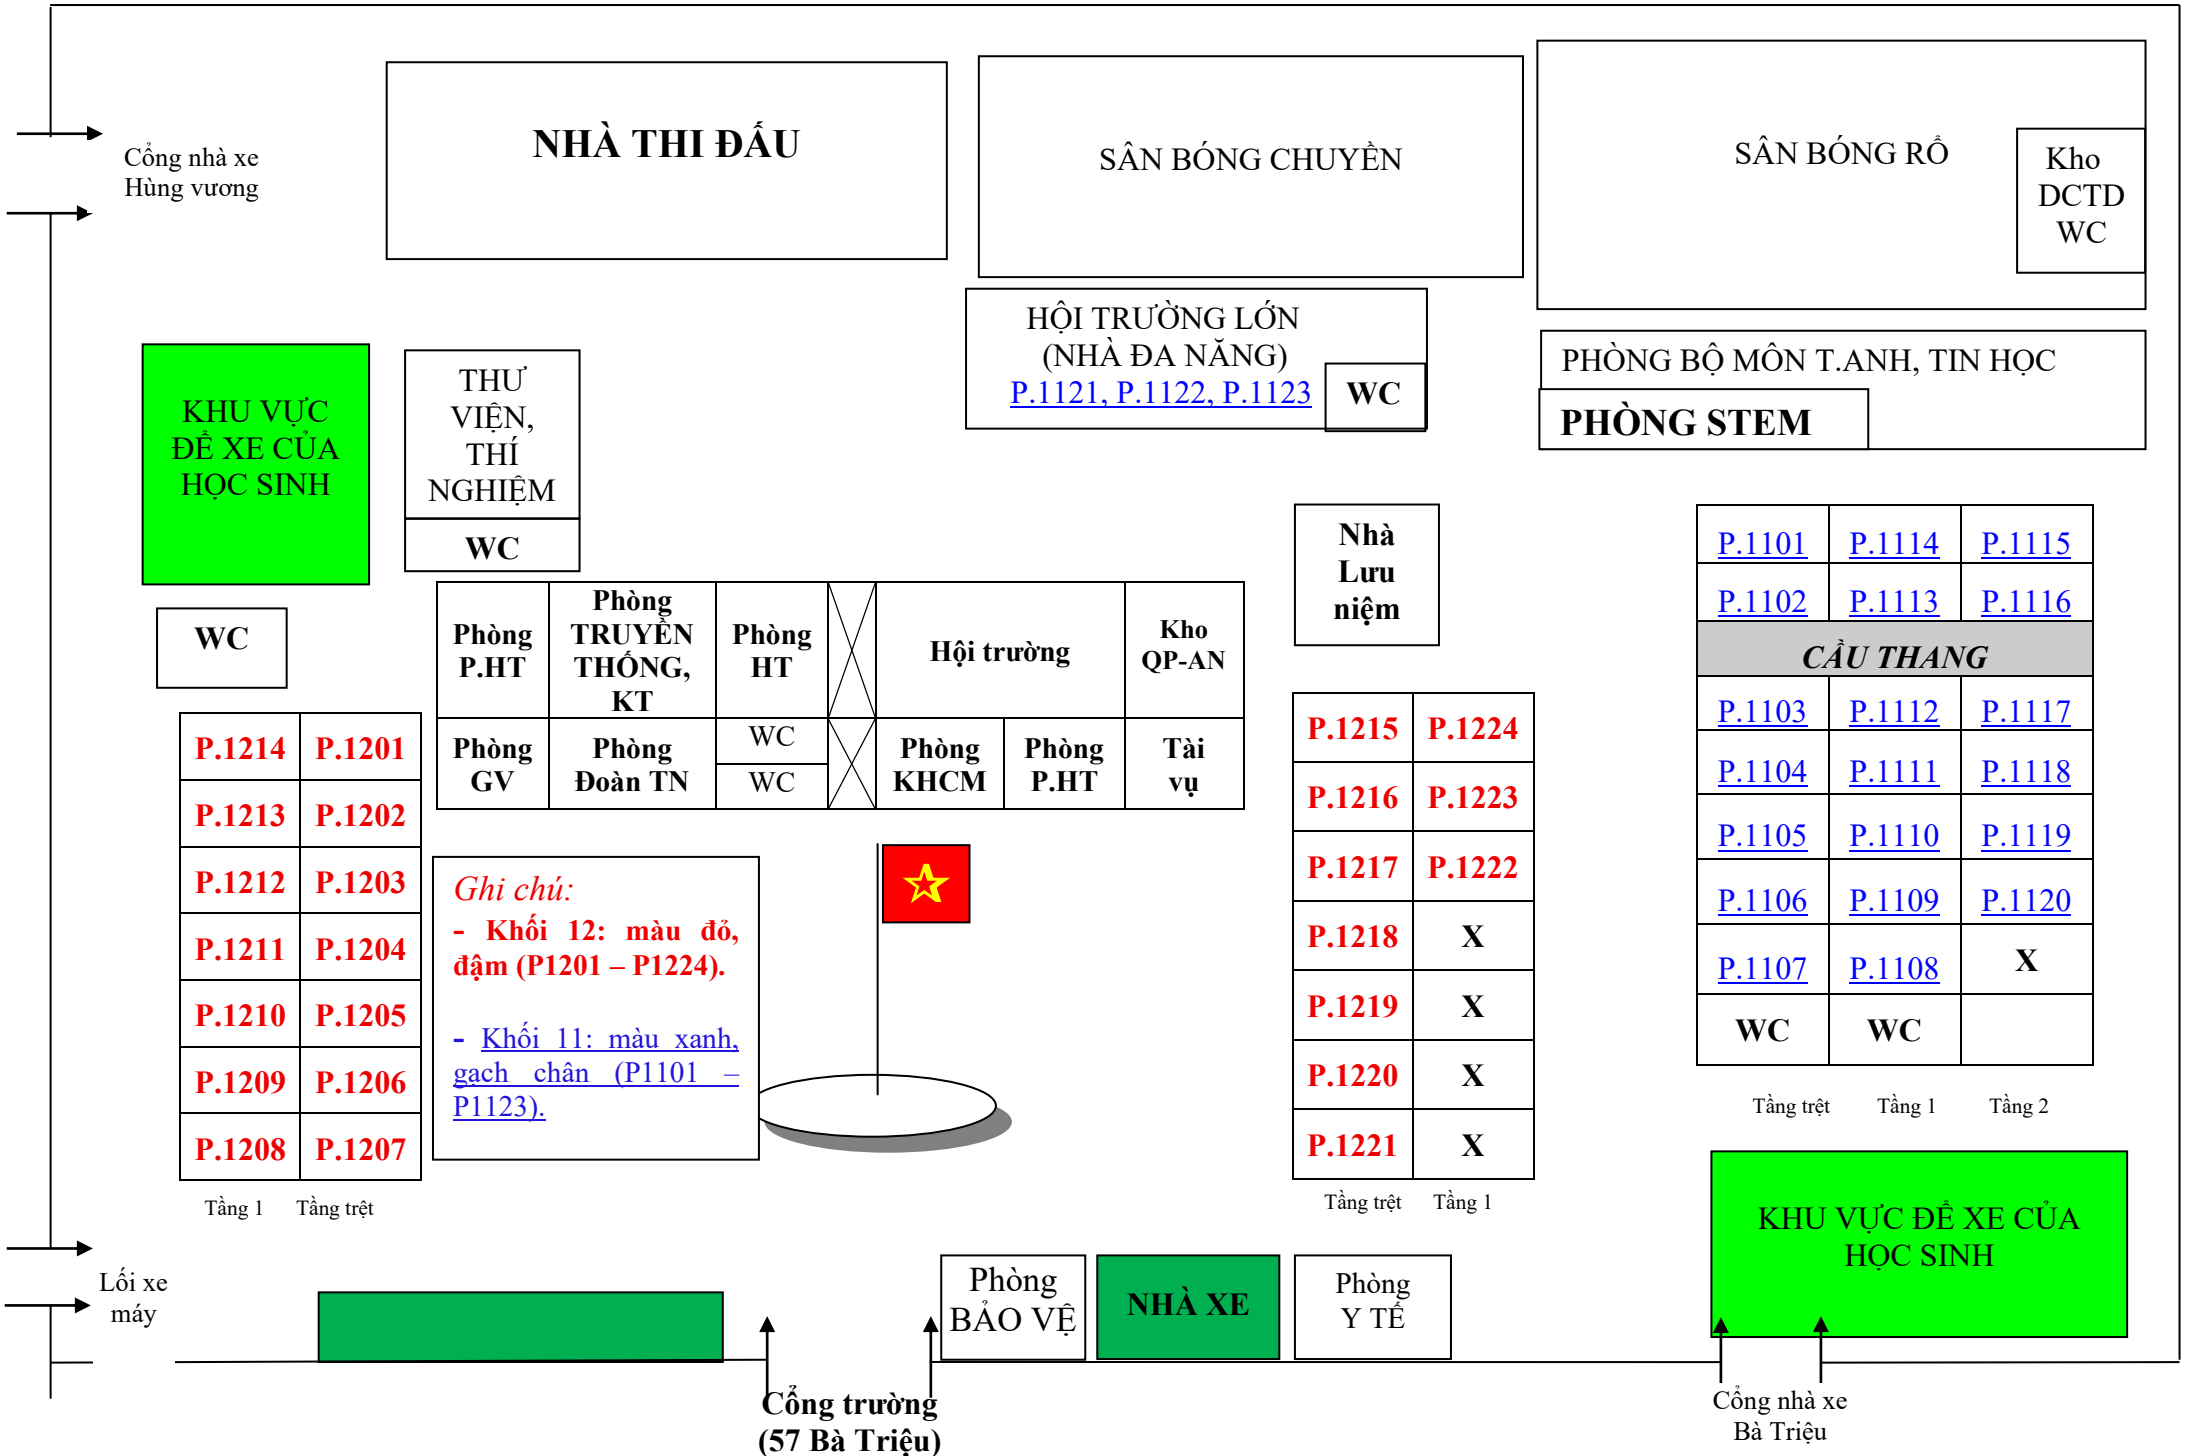 NHÀ THI ĐẤU
SÂN BÓNG CHUYỀN
SÂN BÓNG RỔ
Kho
DCTD
WC
Cổng nhà xe
Hùng vương
HỘI TRƯỜNG LỚN
(NHÀ ĐA NĂNG)
P.1121, P.1122, P.1123
WC
PHÒNG BỘ MÔN T.ANH, TIN HỌC
PHÒNG STEM
KHU VỰC
ĐỂ XE CỦA
HỌC SINH
THƯ
VIỆN,
THÍ
NGHIỆM
WC
WC
Phòng
P.HT
Phòng
TRUYỀN
THỐNG,
KT
Phòng
HT
Hội trường
Kho
QP-AN
Phòng
GV
Phòng
Đoàn TN
WC
WC
Phòng
KHCM
Phòng
P.HT
Tài
vụ
Nhà
Lưu
niệm
P.1101 P.1114 P.1115
P.1102 P.1113 P.1116
CẦU THANG
P.1103 P.1112 P.1117
P.1104 P.1111 P.1118
P.1105 P.1110 P.1119
P.1106 P.1109 P.1120
P.1107 P.1108 X
WC WC
Tầng trệt Tầng 1 Tầng 2
P.1214 P.1201
P.1213 P.1202
P.1212 P.1203
P.1211 P.1204
P.1210 P.1205
P.1209 P.1206
P.1208 P.1207
Tầng 1 Tầng trệt
Ghi chú:
- Khối 12: màu đỏ,
đậm (P1201 – P1224).
- Khối 11: màu xanh,
gạch chân (P1101 –
P1123).
P.1215 P.1224
P.1216 P.1223
P.1217 P.1222
P.1218 X
P.1219 X
P.1220 X
P.1221 X
Tầng trệt Tầng 1
KHU VỰC ĐỂ XE CỦA
HỌC SINH
Lối xe
máy
Phòng
BẢO VỆ
NHÀ XE
Phòng
Y TẾ
Cổng trường
(57 Bà Triệu)
Cổng nhà xe
Bà Triệu